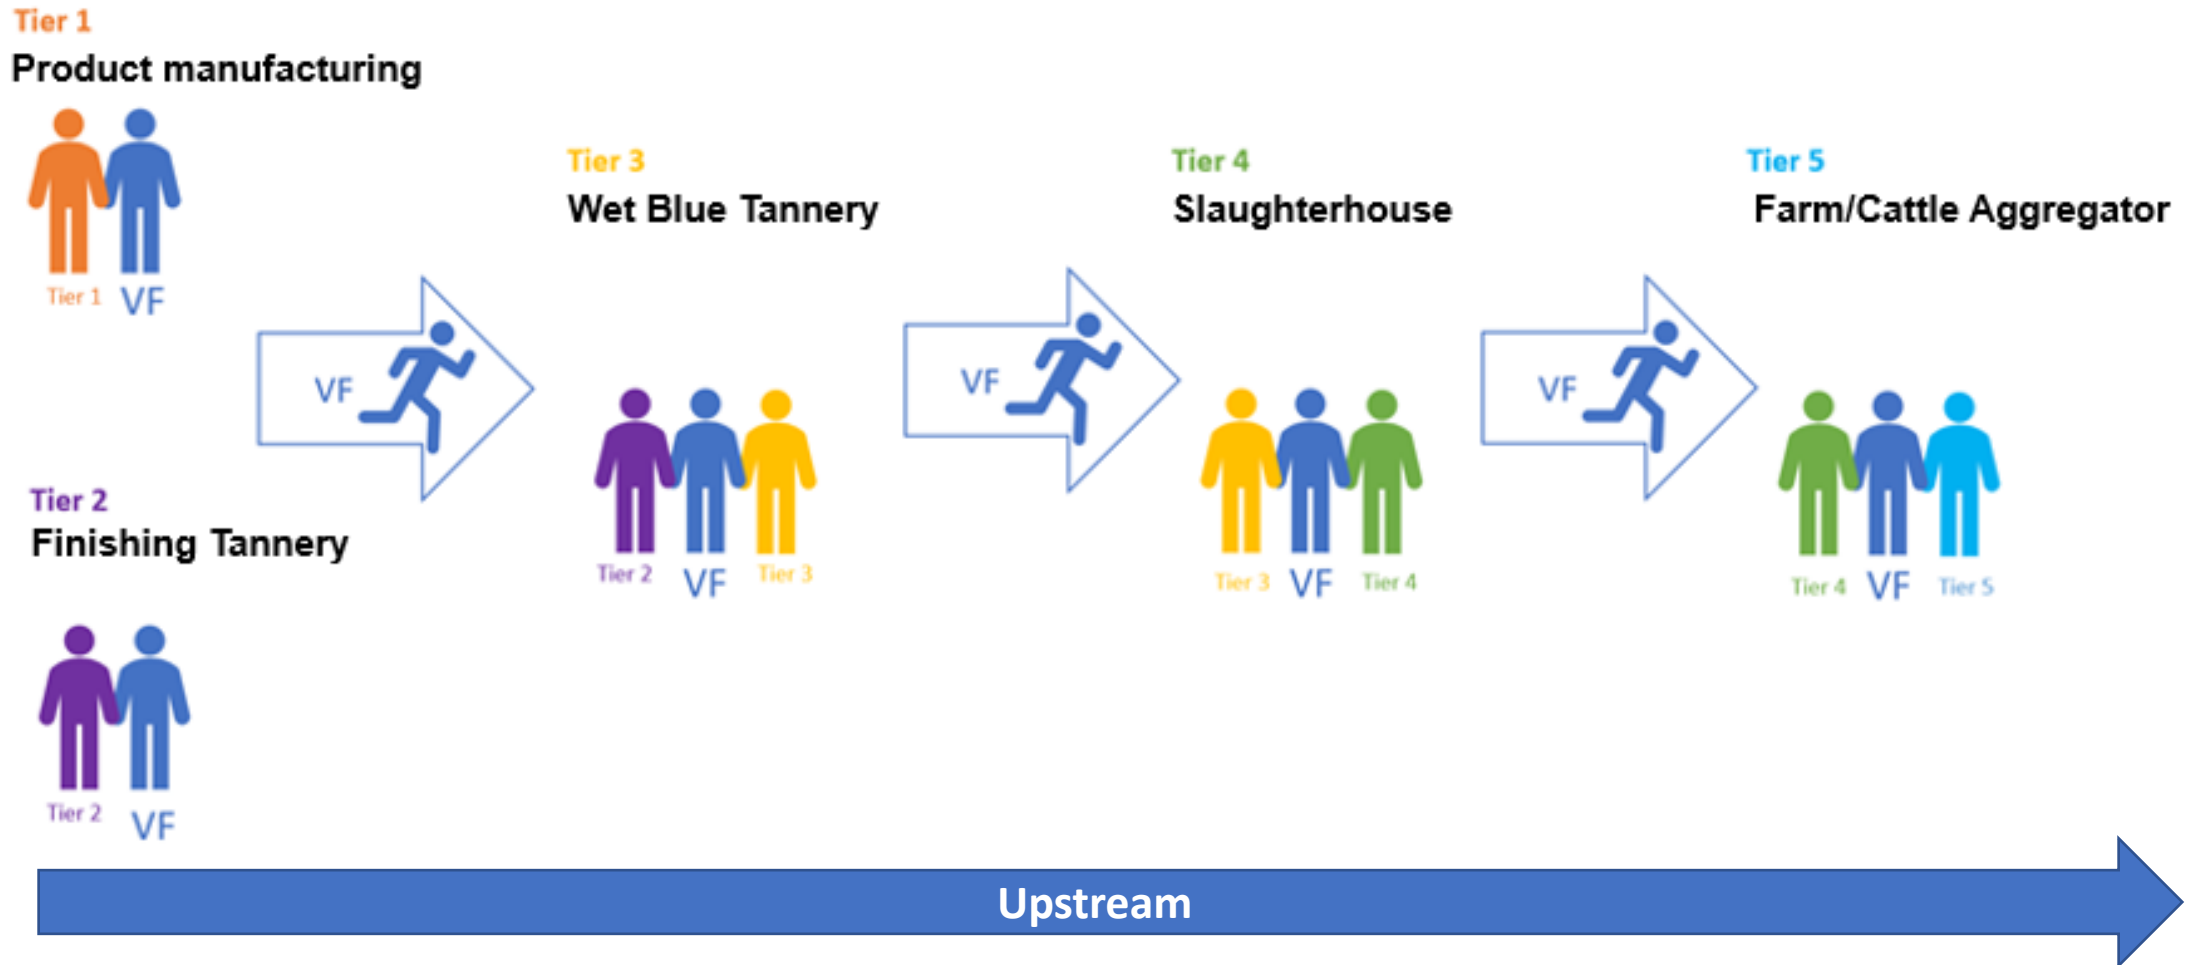 Tier 1
Product manufacturing
Tier 1 VF
Tier 2
Finishing Tannery
Tier 2 VF
VF
Tier 3
Wet Blue Tannery
Tier 2 VF Tier 3
VF
Tier 4
Slaughterhouse
Tier 3 VF Tier 4
VF
Tier 5
Farm/Cattle Aggregator
Tier 4 VF Tier 5
Upstream